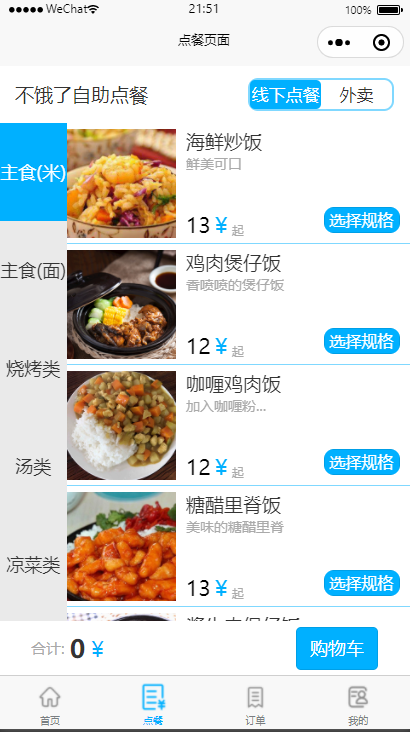 WeChat 21:51 100%
点餐页面
不饿了自助点餐 线下点餐 外卖
主食(米)
主食(面)
烧烤类
汤类
凉菜类
海鲜炒饭
鲜美可口
13 ¥ 起 选择规格
鸡肉煲仔饭
香喷喷的煲仔饭
12 ¥ 起 选择规格
咖喱鸡肉饭
加入咖喱粉...
12 ¥ 起 选择规格
糖醋里脊饭
美味的糖醋里脊
13 ¥ 起 选择规格
合计: 0 ¥ 购物车
首页 点餐 订单 我的